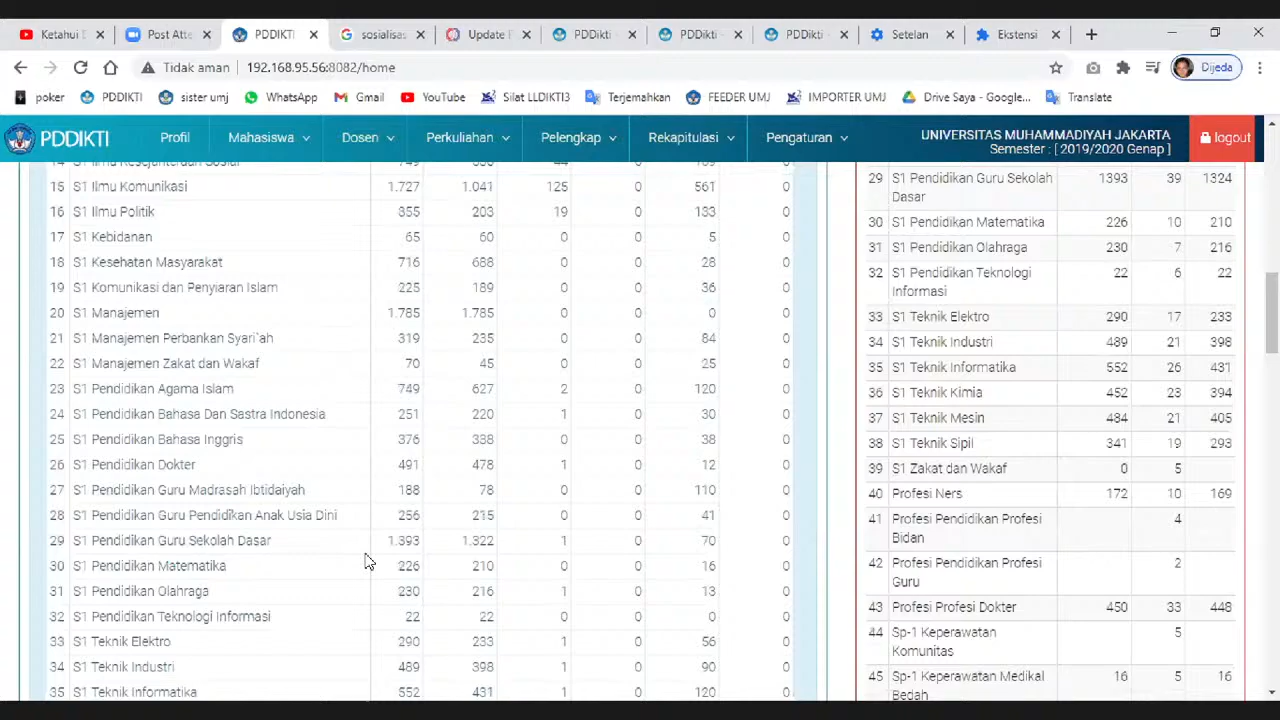 Ketahui E
Post Atte
PDDIKTI
sosialisas
Update F
PDDikti -
PDDikti -
PDDikti -
Setelan
Ekstensi
Tidak aman 192.168.95.56:8082/home
Dijeda
poker PDDIKTI sister umj WhatsApp Gmail YouTube Silat LLDIKTI3 Terjemahkan FEEDER UMJ IMPORTER UMJ Drive Saya - Google... Translate
PDDIKTI Profil Mahasiswa Dosen Perkuliahan Pelengkap Rekapitulasi Pengaturan
UNIVERSITAS MUHAMMADIYAH JAKARTA
Semester : [ 2019/2020 Genap ]
logout
15 S1 Ilmu Komunikasi 1.727 1.041 125 0 561 0
16 S1 Ilmu Politik 355 203 19 0 133 0
17 S1 Kebidanan 65 60 0 0 5 0
18 S1 Kesehatan Masyarakat 716 688 0 0 28 0
19 S1 Komunikasi dan Penyiaran Islam 225 189 0 0 36 0
20 S1 Manajemen 1.785 1.785 0 0 0 0
21 S1 Manajemen Perbankan Syari`ah 319 235 0 0 84 0
22 S1 Manajemen Zakat dan Wakaf 70 45 0 0 25 0
23 S1 Pendidikan Agama Islam 749 627 2 0 120 0
24 S1 Pendidikan Bahasa Dan Sastra Indonesia 251 220 1 0 30 0
25 S1 Pendidikan Bahasa Inggris 376 338 0 0 38 0
26 S1 Pendidikan Dokter 491 478 1 0 12 0
27 S1 Pendidikan Guru Madrasah Ibtidaiyah 188 78 0 0 110 0
28 S1 Pendidikan Guru Pendidikan Anak Usia Dini 256 215 0 0 41 0
29 S1 Pendidikan Guru Sekolah Dasar 1.393 1.322 1 0 70 0
30 S1 Pendidikan Matematika 226 210 0 0 16 0
31 S1 Pendidikan Olahraga 230 216 1 0 13 0
32 S1 Pendidikan Teknologi Informasi 22 22 0 0 0 0
33 S1 Teknik Elektro 290 233 1 0 56 0
34 S1 Teknik Industri 489 398 1 0 90 0
35 S1 Teknik Informatika 552 431 1 0 120 0
29 S1 Pendidikan Guru Sekolah 1393 39 1324
Dasar
30 S1 Pendidikan Matematika 226 10 210
31 S1 Pendidikan Olahraga 230 7 216
32 S1 Pendidikan Teknologi 22 6 22
Informasi
33 S1 Teknik Elektro 290 17 233
34 S1 Teknik Industri 489 21 398
35 S1 Teknik Informatika 552 26 431
36 S1 Teknik Kimia 452 23 394
37 S1 Teknik Mesin 484 21 405
38 S1 Teknik Sipil 341 19 293
39 S1 Zakat dan Wakaf 0 5
40 Profesi Ners 172 10 169
41 Profesi Pendidikan Profesi 4
Bidan
42 Profesi Pendidikan Profesi 2
Guru
43 Profesi Profesi Dokter 450 33 448
44 Sp-1 Keperawatan 5
Komunitas
45 Sp-1 Keperawatan Medikal 16 5 16
Bedah